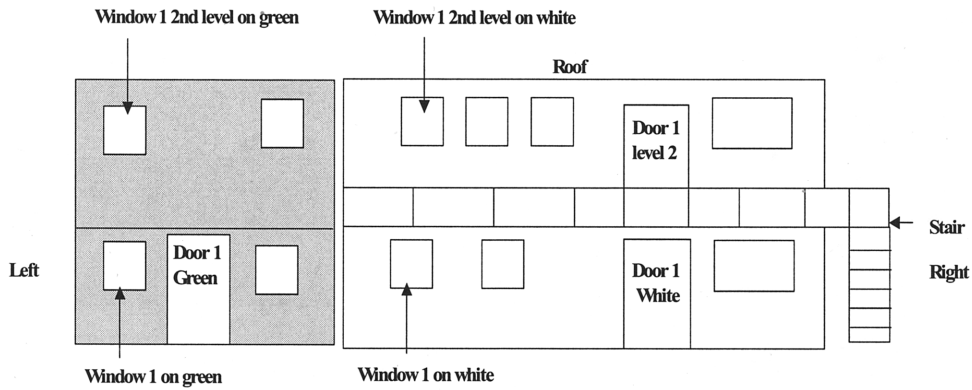 Window 1 2nd level on green
Window 1 2nd level on white
Roof
Door 1
level 2
Stair
Left
Door 1
Green
Door 1
White
Right
Window 1 on green
Window 1 on white